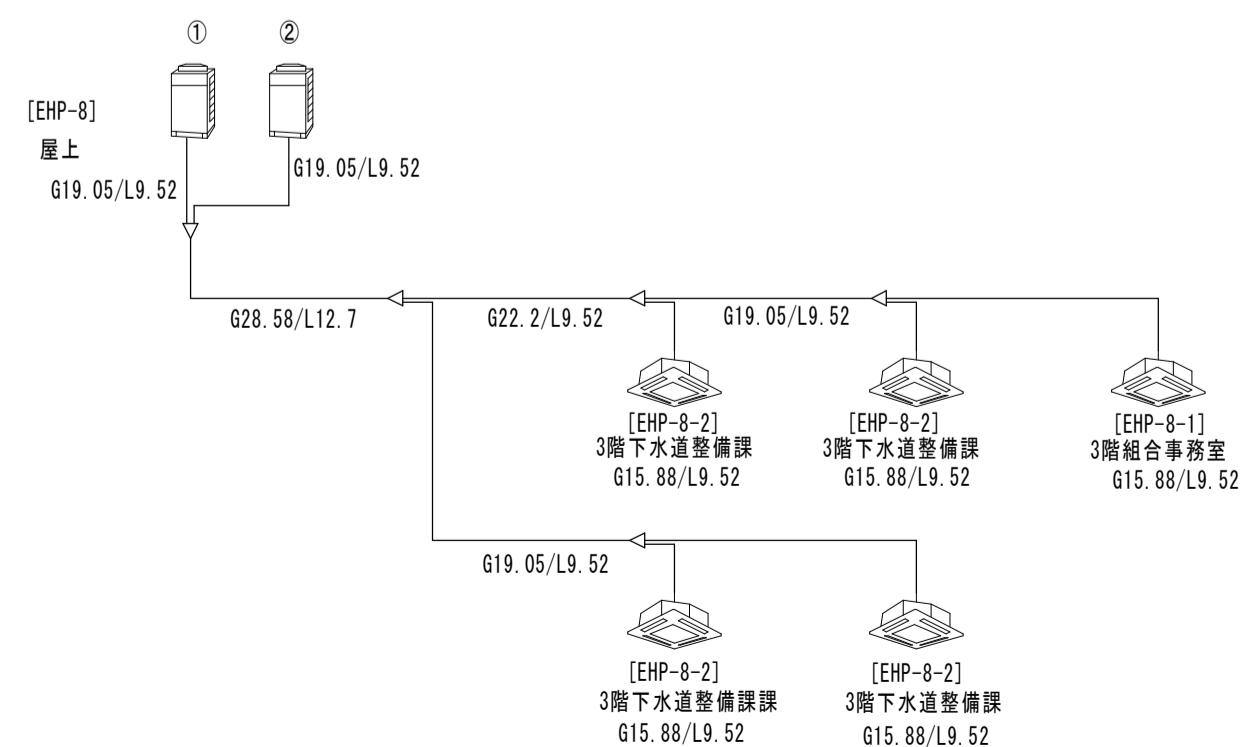 ① ②
[EHP-8]
屋上
G19.05/L9.52
G19.05/L9.52
G28.58/L12.7
G22.2/L9.52
G19.05/L9.52
[EHP-8-2]
3階下水道整備課
G15.88/L9.52
[EHP-8-2]
3階下水道整備課
G15.88/L9.52
[EHP-8-1]
3階組合事務室
G15.88/L9.52
G19.05/L9.52
[EHP-8-2]
3階下水道整備課課
G15.88/L9.52
[EHP-8-2]
3階下水道整備課
G15.88/L9.52